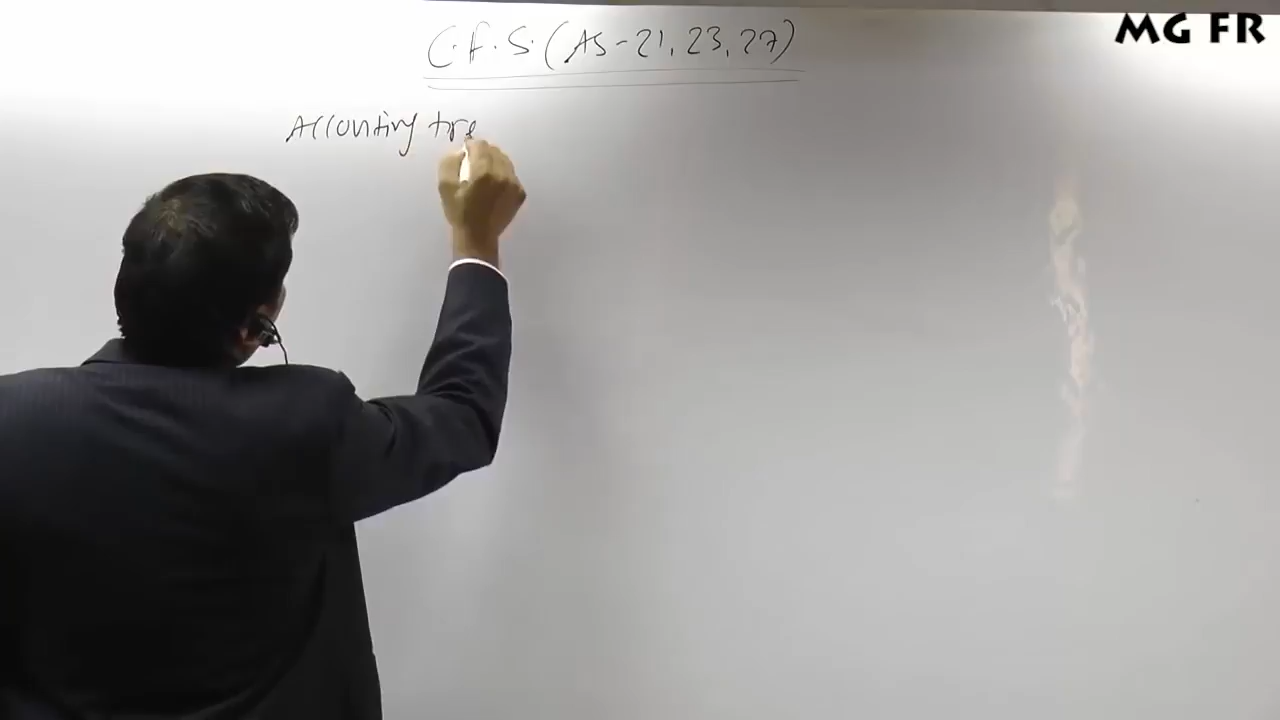 MG FR
C.F.S. (AS-21, 23, 27)
Accounting tre